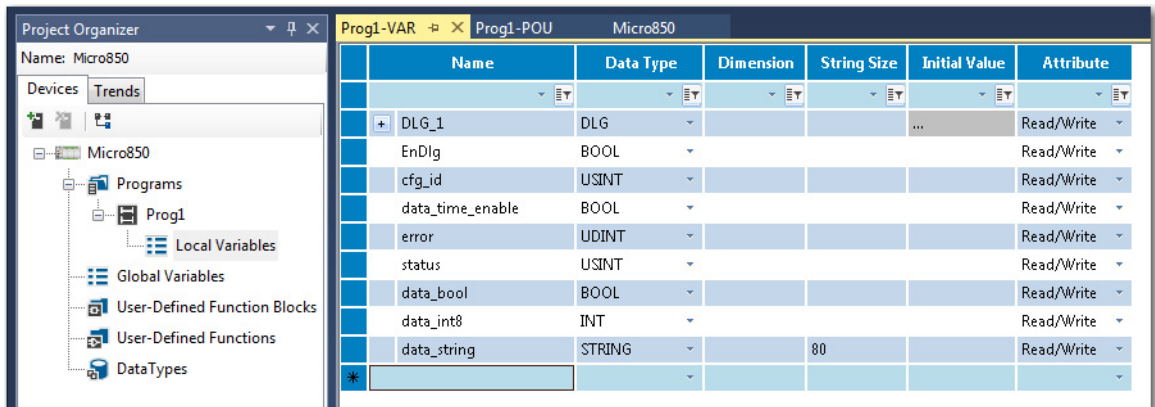 Project Organizer
Name: Micro850
Devices Trends
Micro850
Programs
Prog1
Local Variables
Global Variables
User-Defined Function Blocks
User-Defined Functions
DataTypes
Prog1-VAR Prog1-POU Micro850
Name Data Type Dimension String Size Initial Value Attribute
+ DLG_1 DLG ... Read/Write
EnDlg BOOL Read/Write
cfg_id USINT Read/Write
data_time_enable BOOL Read/Write
error UDINT Read/Write
status USINT Read/Write
data_bool BOOL Read/Write
data_int8 INT Read/Write
data_string STRING 80 Read/Write
*